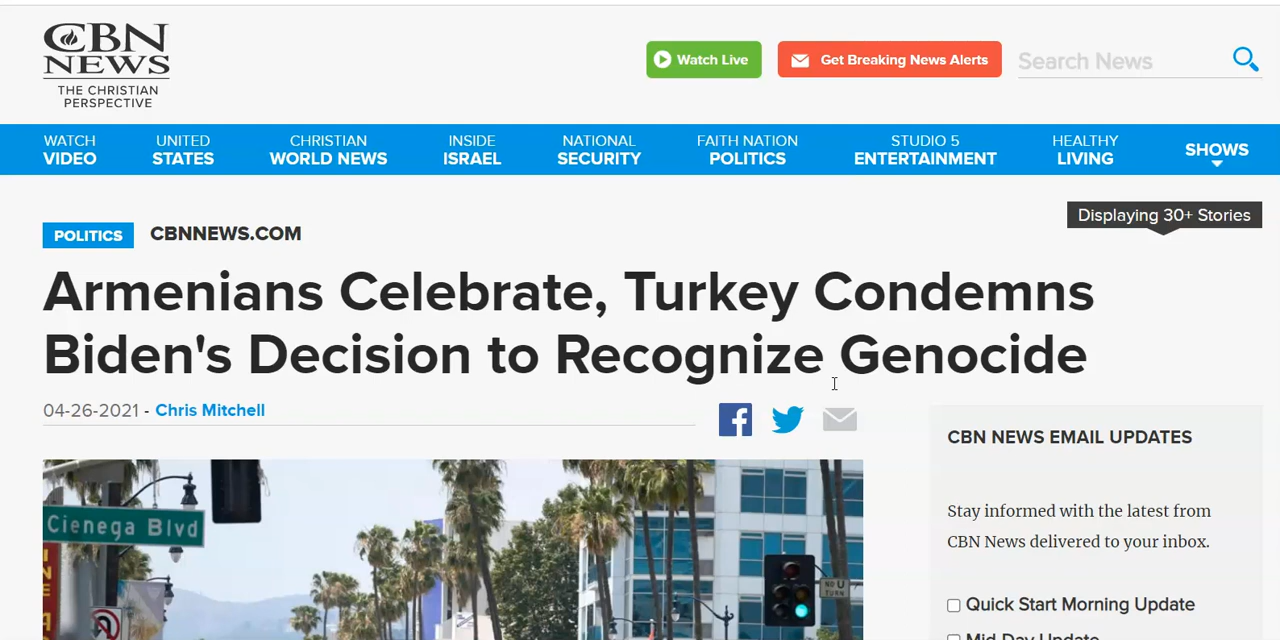 CBN
NEWS
THE CHRISTIAN
PERSPECTIVE
Watch Live
Get Breaking News Alerts
Search News
WATCH
VIDEO
UNITED
STATES
CHRISTIAN
WORLD NEWS
INSIDE
ISRAEL
NATIONAL
SECURITY
FAITH NATION
POLITICS
STUDIO 5
ENTERTAINMENT
HEALTHY
LIVING
SHOWS
Displaying 30+ Stories
POLITICS CBNNEWS.COM
Armenians Celebrate, Turkey Condemns
Biden's Decision to Recognize Genocide
04-26-2021 - Chris Mitchell
CBN NEWS EMAIL UPDATES
Stay informed with the latest from
CBN News delivered to your inbox.
Quick Start Morning Update
Mid Day Update
Cienega Blvd
NO U
TURN